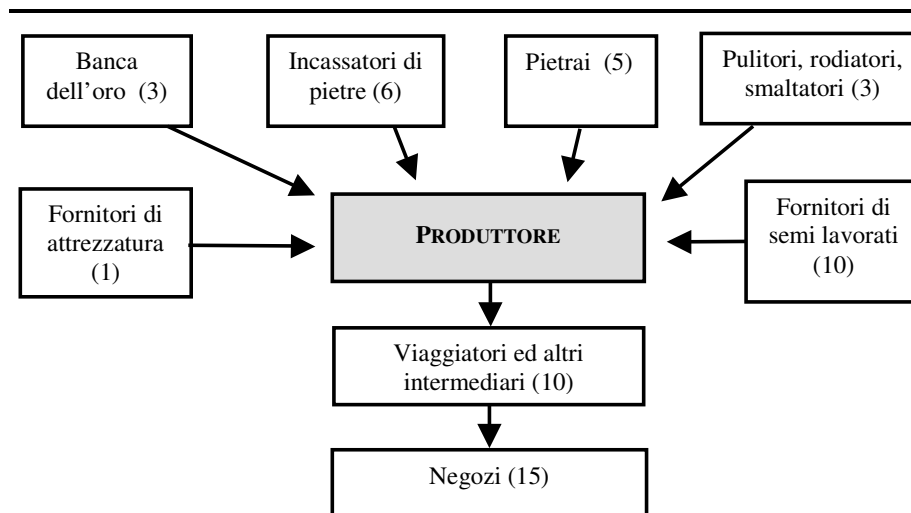 Banca
dell'oro (3)
Incassatori di
pietre (6)
Pietrai (5)
Pulitori, rodiatori,
smaltatori (3)
Fornitori di
attrezzatura
(1)
PRODUTTORE
Fornitori di
semi lavorati
(10)
Viaggiatori ed altri
intermediari (10)
Negozi (15)